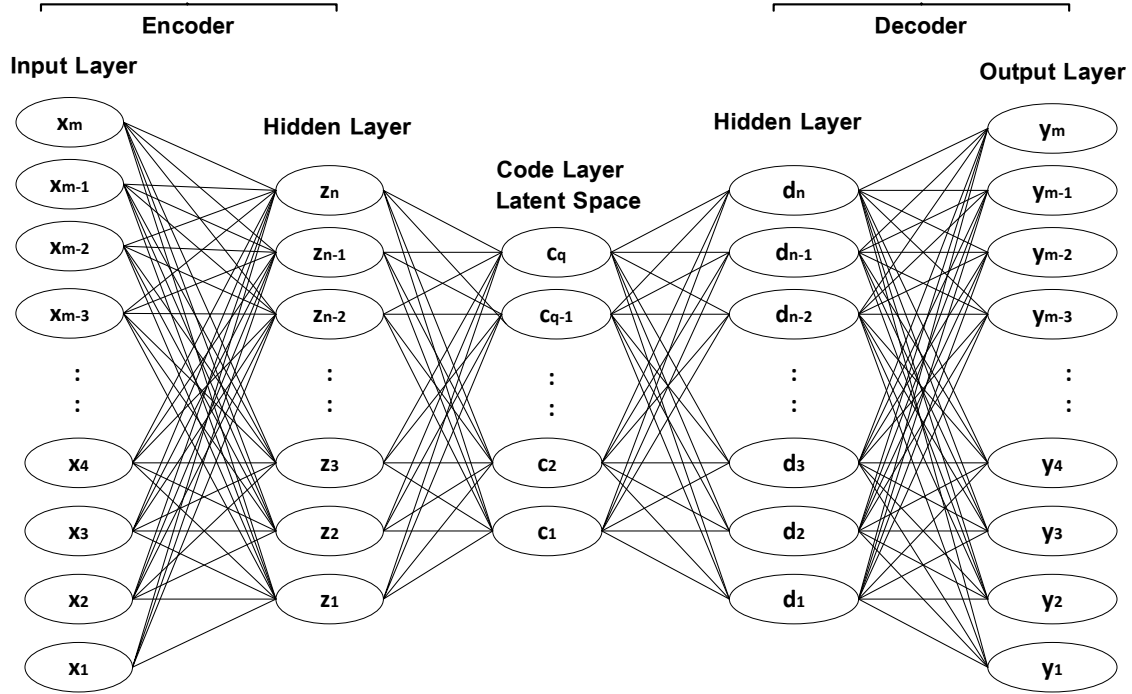 Encoder
Decoder
Input Layer
Output Layer
Hidden Layer
Hidden Layer
Code Layer
Latent Space
xm
xm-1
xm-2
xm-3
:
:
x4
x3
x2
x1
zn
zn-1
zn-2
:
:
z3
z2
z1
cq
cq-1
:
:
c2
c1
dn
dn-1
dn-2
:
:
d3
d2
d1
ym
ym-1
ym-2
ym-3
:
:
y4
y3
y2
y1